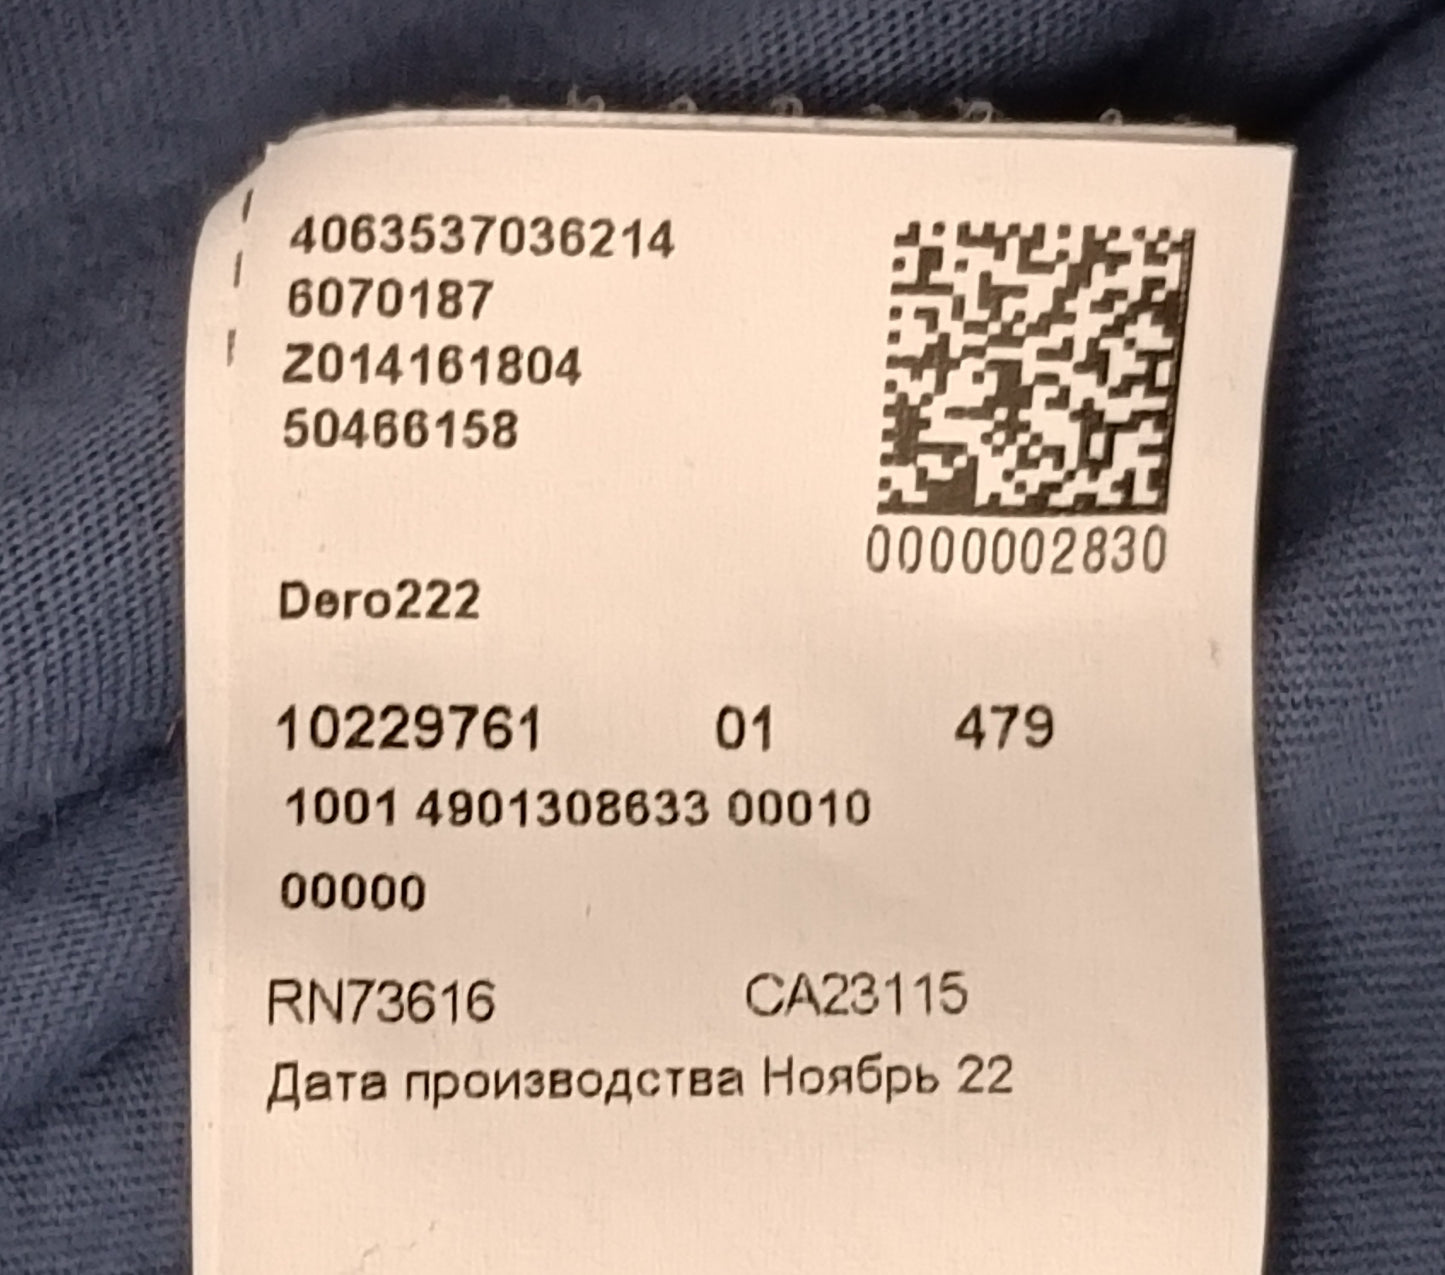 4063537036214
6070187
Z014161804
50466158
0000002830
Dero222
10229761 01 479
1001 4901308633 00010
00000
RN73616 CA23115
Дата производства Ноябрь 22